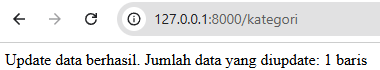 127.0.0.1:8000/kategori
Update data berhasil. Jumlah data yang diupdate: 1 baris